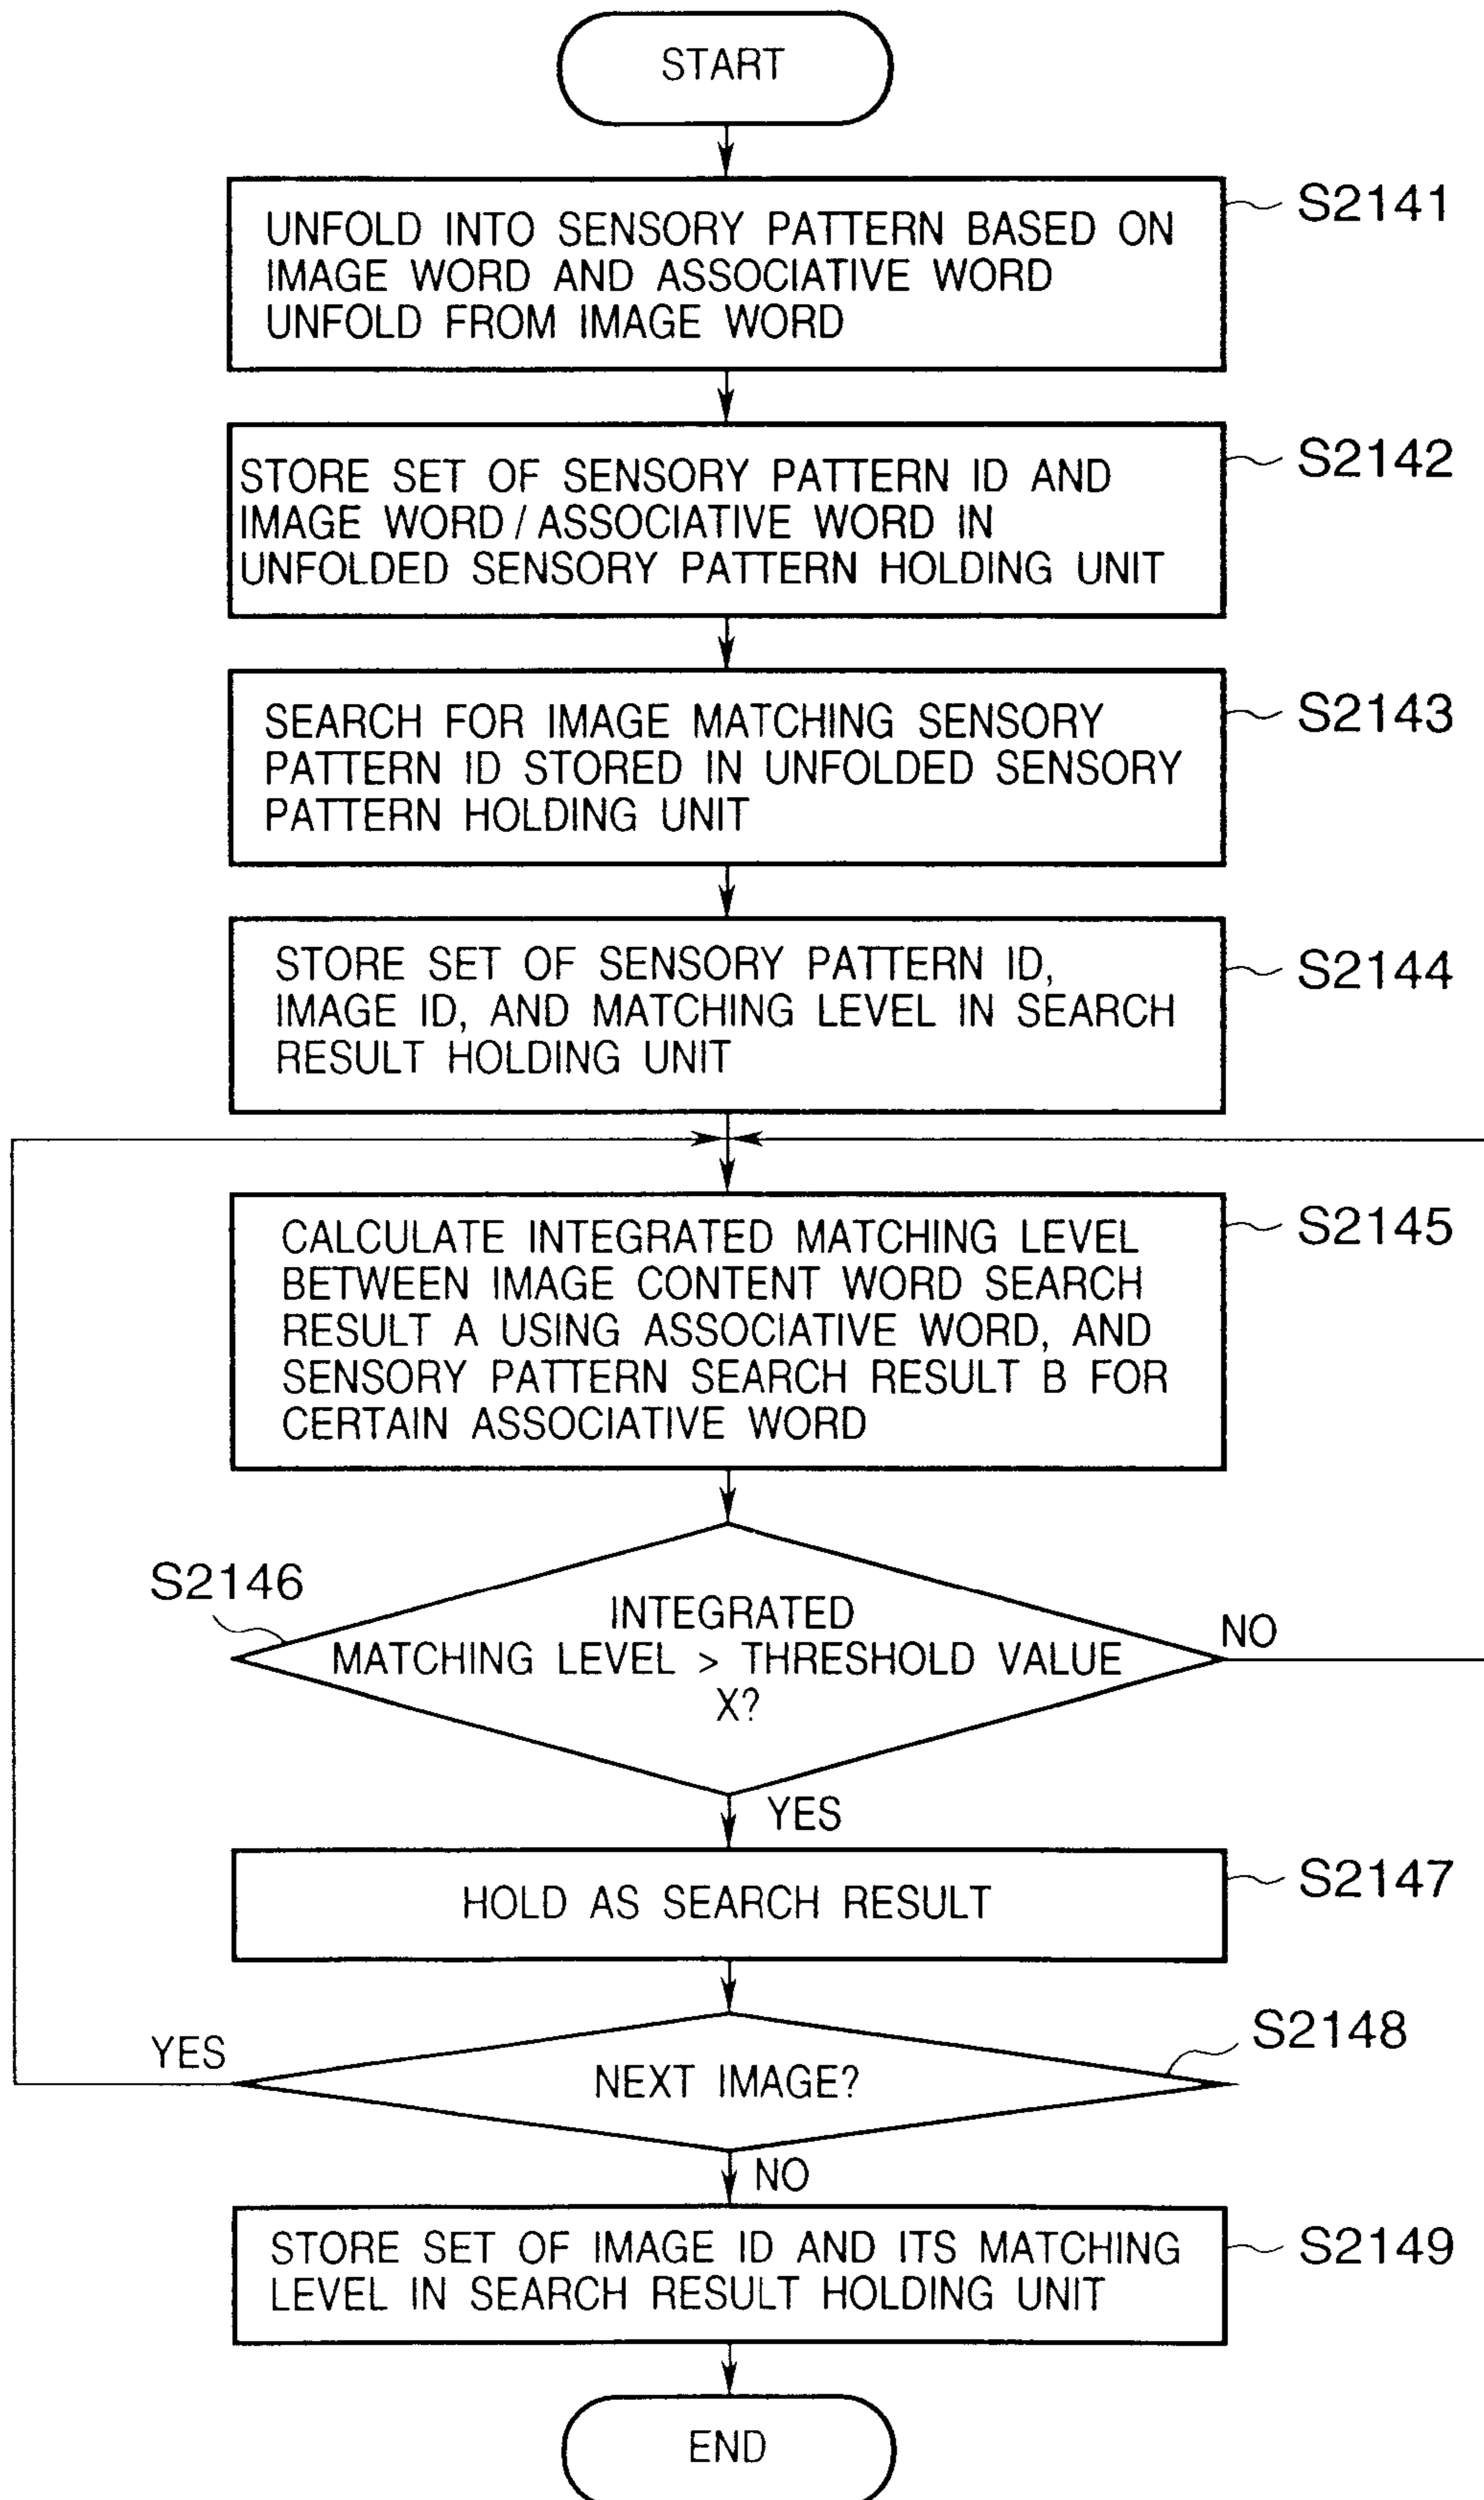 START
UNFOLD INTO SENSORY PATTERN BASED ON
IMAGE WORD AND ASSOCIATIVE WORD
UNFOLD FROM IMAGE WORD
S2141
STORE SET OF SENSORY PATTERN ID AND
IMAGE WORD/ASSOCIATIVE WORD IN
UNFOLDED SENSORY PATTERN HOLDING UNIT
S2142
SEARCH FOR IMAGE MATCHING SENSORY
PATTERN ID STORED IN UNFOLDED SENSORY
PATTERN HOLDING UNIT
S2143
STORE SET OF SENSORY PATTERN ID,
IMAGE ID, AND MATCHING LEVEL IN SEARCH
RESULT HOLDING UNIT
S2144
CALCULATE INTEGRATED MATCHING LEVEL
BETWEEN IMAGE CONTENT WORD SEARCH
RESULT A USING ASSOCIATIVE WORD, AND
SENSORY PATTERN SEARCH RESULT B FOR
CERTAIN ASSOCIATIVE WORD
S2145
S2146
INTEGRATED
MATCHING LEVEL > THRESHOLD VALUE
X?
NO
YES
HOLD AS SEARCH RESULT
S2147
S2148
YES
NEXT IMAGE?
NO
STORE SET OF IMAGE ID AND ITS MATCHING
LEVEL IN SEARCH RESULT HOLDING UNIT
S2149
END